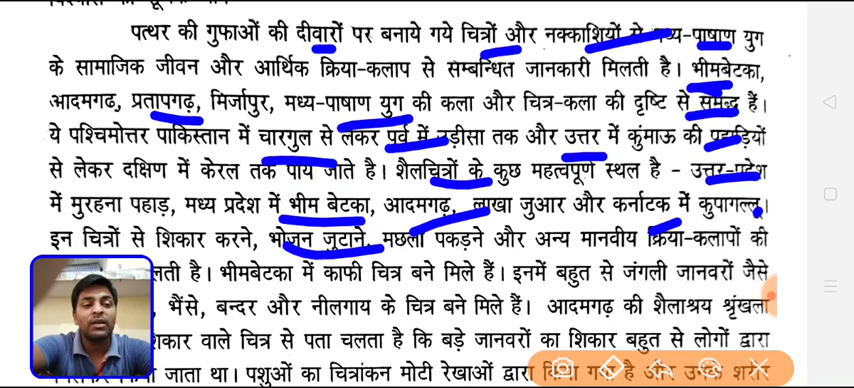 पत्थर की गुफाओं की दीवारों पर बनाये गये चित्रों और नक्काशियों से मध्य-पाषाण युग
के सामाजिक जीवन और आर्थिक क्रिया-कलाप से सम्बन्धित जानकारी मिलती है। भीमबेटका,
आदमगढ, प्रतापगढ़, मिर्जापुर, मध्य-पाषाण युग की कला और चित्र-कला की दृष्टि से समृद्ध हैं।
ये पश्चिमोत्तर पाकिस्तान में चारगुल से लेकर पूर्व में उड़ीसा तक और उत्तर में कुंमाऊ की पहाड़ियों
से लेकर दक्षिण में केरल तक पाये जाते है। शैलचित्रों के कुछ महत्वपूर्ण स्थल है - उत्तर-प्रदेश
में मुरहना पहाड़, मध्य प्रदेश में भीम बेटका, आदमगढ़, लाखा जुआर और कर्नाटक में कुपागल्लू।
इन चित्रों से शिकार करने, भोजन जुटाने, मछली पकड़ने और अन्य मानवीय क्रिया-कलापों की
लती है। भीमबेटका में काफी चित्र बने मिले हैं। इनमें बहुत से जंगली जानवरों जैसे
भैंसे, बन्दर और नीलगाय के चित्र बने मिले हैं। आदमगढ़ की शैलाश्रय श्रृंखला
शिकार वाले चित्र से पता चलता है कि बड़े जानवरों का शिकार बहुत से लोगों द्वारा
जाता था। पशुओं का चित्रांकन मोटी रेखाओं द्वारा किया गया है और उनके